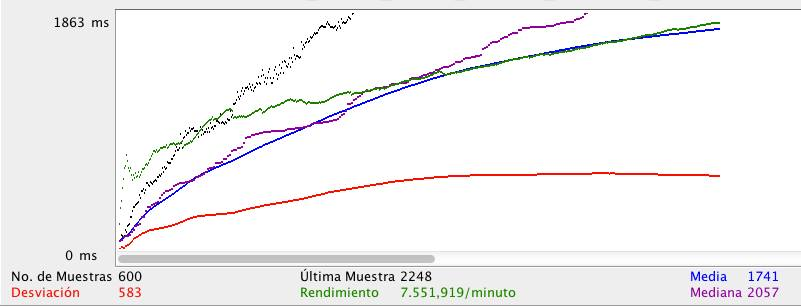 1863 ms
0 ms
No. de Muestras 600 Última Muestra 2248 Media 1741
Desviación 583 Rendimiento 7.551,919/minuto Mediana 2057